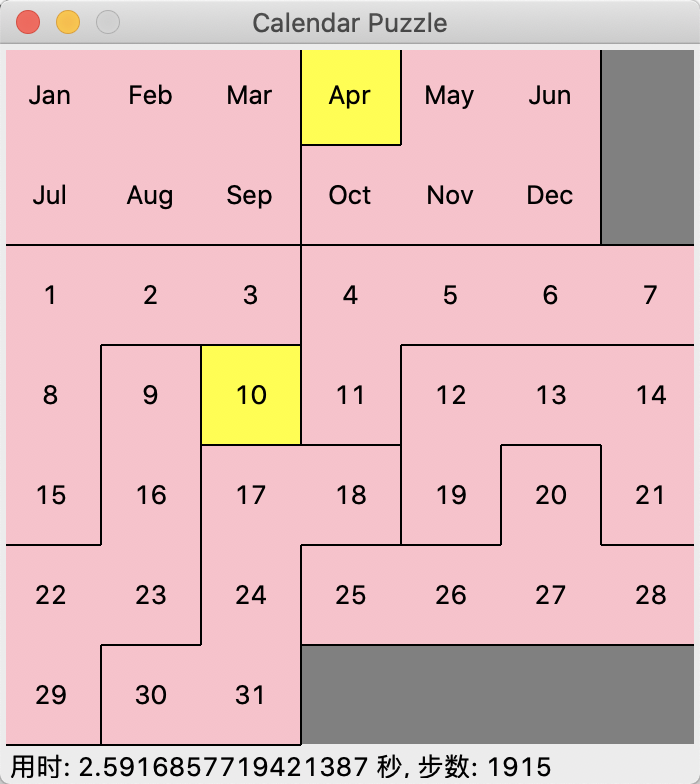 Calendar Puzzle
Jan Feb Mar Apr May Jun
Jul Aug Sep Oct Nov Dec
1 2 3 4 5 6 7
8 9 10 11 12 13 14
15 16 17 18 19 20 21
22 23 24 25 26 27 28
29 30 31
用时: 2.5916857719421387 秒, 步数: 1915